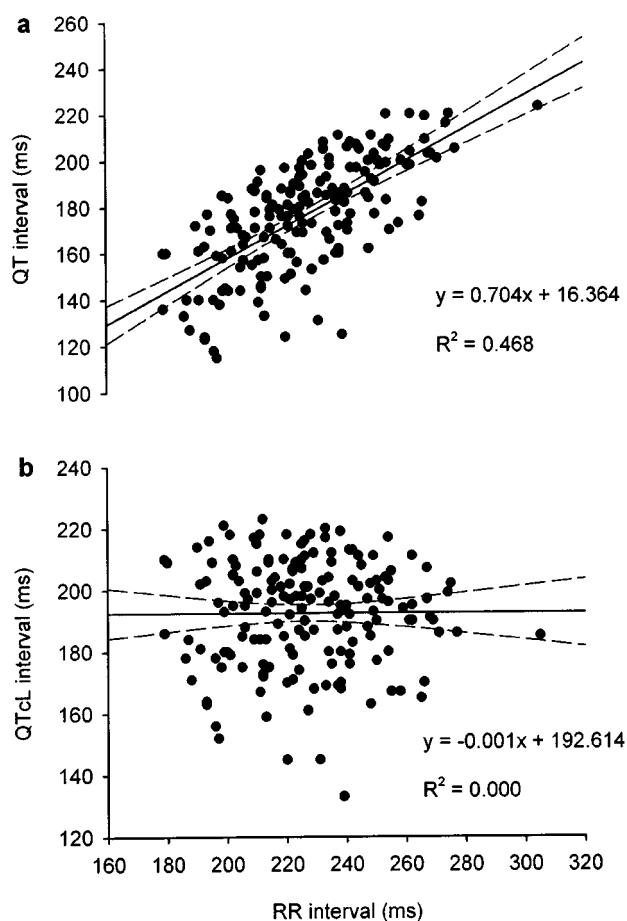 a
260
240
220
200
180
160
140
120
100
QT interval (ms)
y = 0.704x + 16.364
R² = 0.468
b
240
220
200
180
160
140
120
QTcL interval (ms)
y = -0.001x + 192.614
R² = 0.000
160 180 200 220 240 260 280 300 320
RR interval (ms)